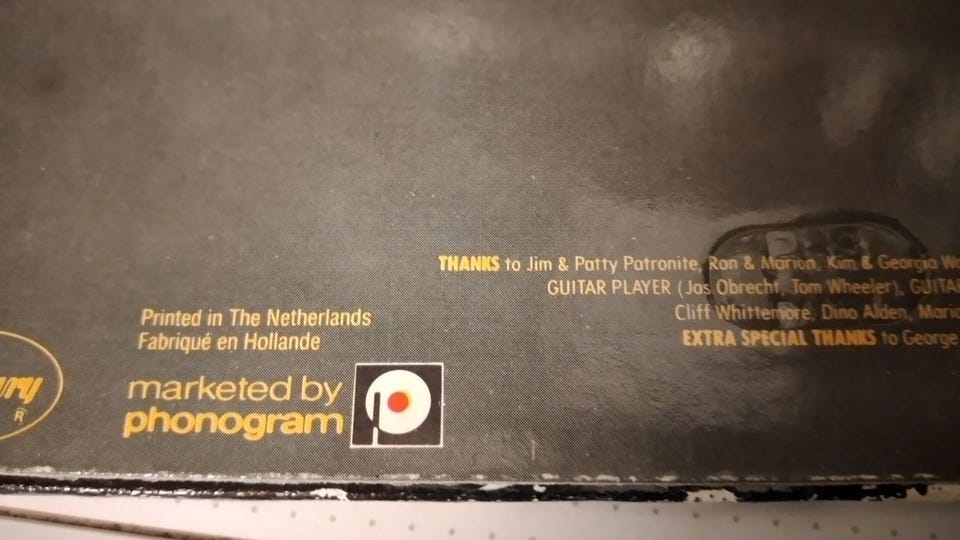 THANKS to Jim & Patty Patronite, Ron & Marion, Kim & Georgia
GUITAR PLAYER (Jas Obrecht, Tom Wheeler),
Cliff Whittemore, Dino Alden,
EXTRA SPECIAL THANKS to George
Printed in The Netherlands
Fabriqué en Hollande
marketed by
phonogram
®